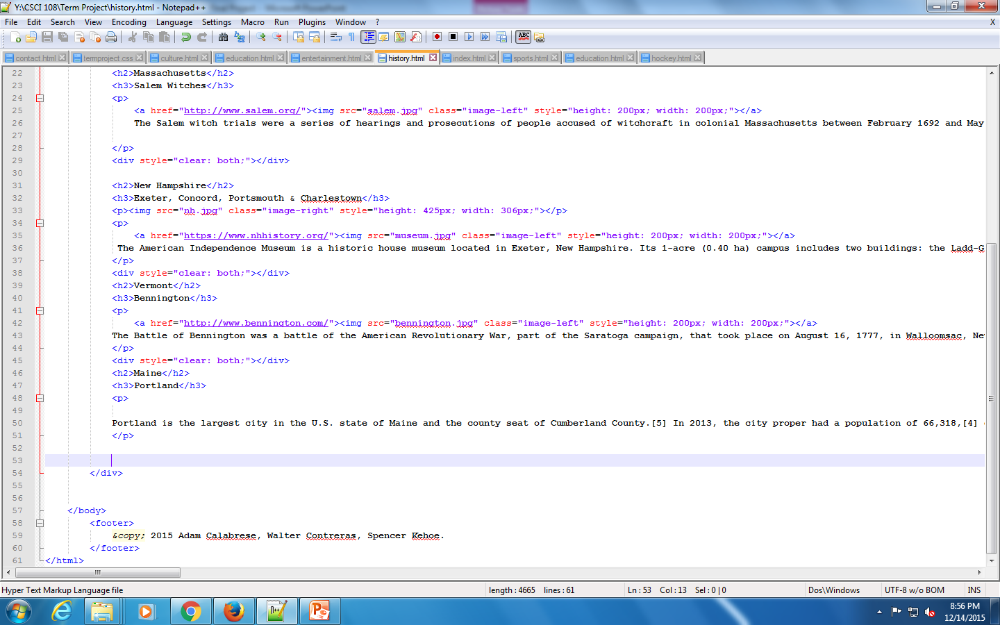 Y:\CSCI 108\Term Project\history.html - Notepad++
File Edit Search View Encoding Language Settings Macro Run Plugins Window ? X
contact.html termproject.css culture.html education.html entertainment.html history.html index.html sports.html education.html hockey.html
22 <h2>Massachusetts</h2>
23 <h3>Salem Witches</h3>
24 <p>
25 <a href="http://www.salem.org/"><img src="salem.jpg" class="image-left" style="height: 200px; width: 200px;"></a>
26 The Salem witch trials were a series of hearings and prosecutions of people accused of witchcraft in colonial Massachusetts between February 1692 and May
27
28 </p>
29 <div style="clear: both;"></div>
30
31 <h2>New Hampshire</h2>
32 <h3>Exeter, Concord, Portsmouth & Charlestown</h3>
33 <p><img src="nh.jpg" class="image-right" style="height: 425px; width: 306px;"></p>
34 <p>
35 <a href="https://www.nhhistory.org/"><img src="museum.jpg" class="image-left" style="height: 200px; width: 200px;"></a>
36 The American Independence Museum is a historic house museum located in Exeter, New Hampshire. Its 1-acre (0.40 ha) campus includes two buildings: the Ladd-G
37 </p>
38 <div style="clear: both;"></div>
39 <h2>Vermont</h2>
40 <h3>Bennington</h3>
41 <p>
42 <a href="http://www.bennington.com/"><img src="bennington.jpg" class="image-left" style="height: 200px; width: 200px;"></a>
43 The Battle of Bennington was a battle of the American Revolutionary War, part of the Saratoga campaign, that took place on August 16, 1777, in Walloomsac, Ne
44 </p>
45 <div style="clear: both;"></div>
46 <h2>Maine</h2>
47 <h3>Portland</h3>
48 <p>
49
50 Portland is the largest city in the U.S. state of Maine and the county seat of Cumberland County.[5] In 2013, the city proper had a population of 66,318,[4]
51 </p>
52
53
54 </div>
55
56
57 </body>
58 <footer>
59 &copy; 2015 Adam Calabrese, Walter Contreras, Spencer Kehoe.
60 </footer>
61 </html>
Hyper Text Markup Language file length : 4665 lines : 61 Ln : 53 Col : 13 Sel : 0 | 0 Dos\Windows UTF-8 w/o BOM INS
8:56 PM
12/14/2015